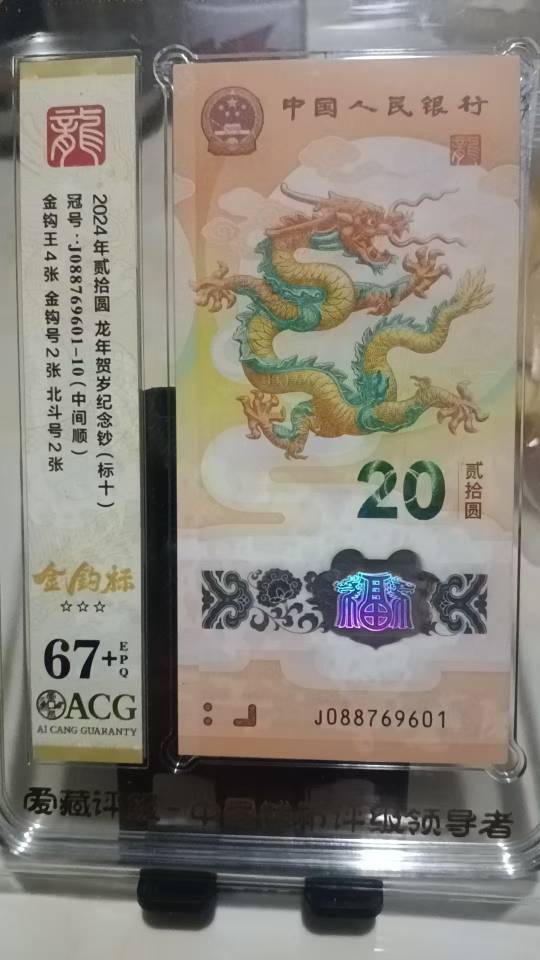 龍
2024年贰拾圆 龙年贺岁纪念钞(标十)
冠号:J088769601-10(中间顺)
金钩王4张 金钩号2张 北斗号2张
金钩标
☆☆☆
67+
EPQ
ACG
AI CANG GUARANTY
中国人民银行
20
贰拾圆
J088769601
爱藏评级-中国钱币评级领导者